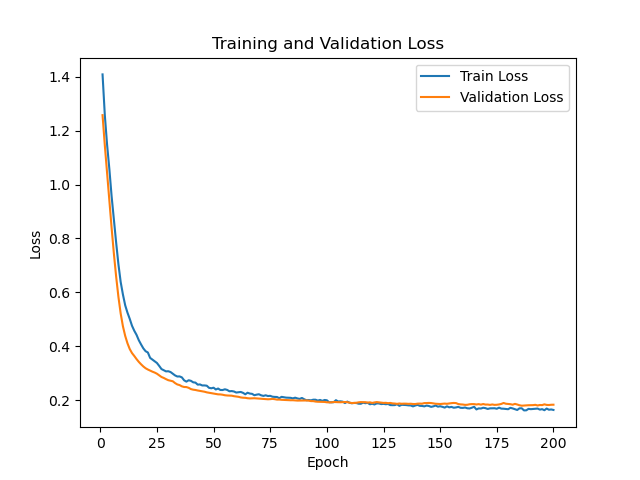 Training and Validation Loss
Train Loss
Validation Loss
1.4
1.2
1.0
0.8
0.6
0.4
0.2
Loss
0 25 50 75 100 125 150 175 200
Epoch